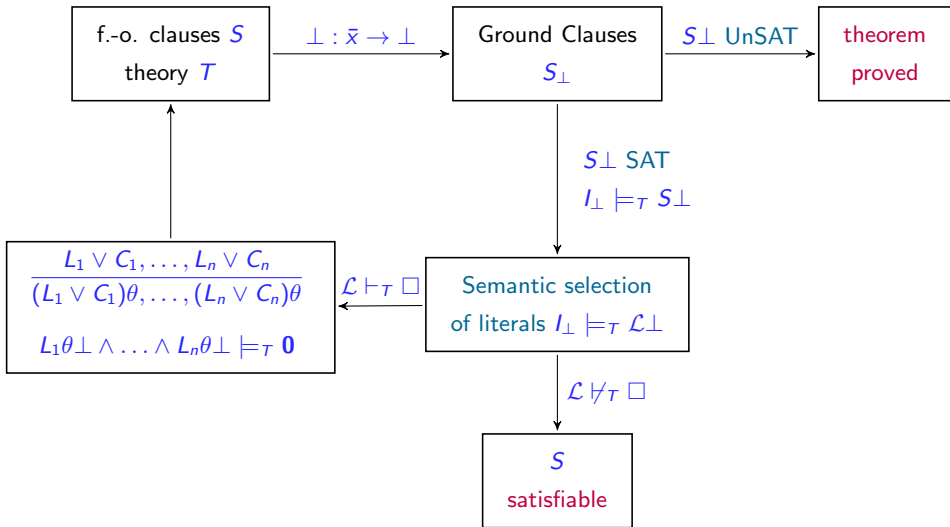 f.-o. clauses S
theory T
⊥ : x̄ → ⊥
Ground Clauses
S⊥
S⊥ UnSAT
theorem
proved
S⊥ SAT
I⊥ ⊨T S⊥
L1 ∨ C1, . . . , Ln ∨ Cn
(L1 ∨ C1)θ, . . . , (Ln ∨ Cn)θ
L1θ⊥ ∧ . . . ∧ Lnθ⊥ ⊨T 0
ℒ ⊢T □
Semantic selection
of literals I⊥ ⊨T ℒ⊥
ℒ ⊬T □
S
satisfiable